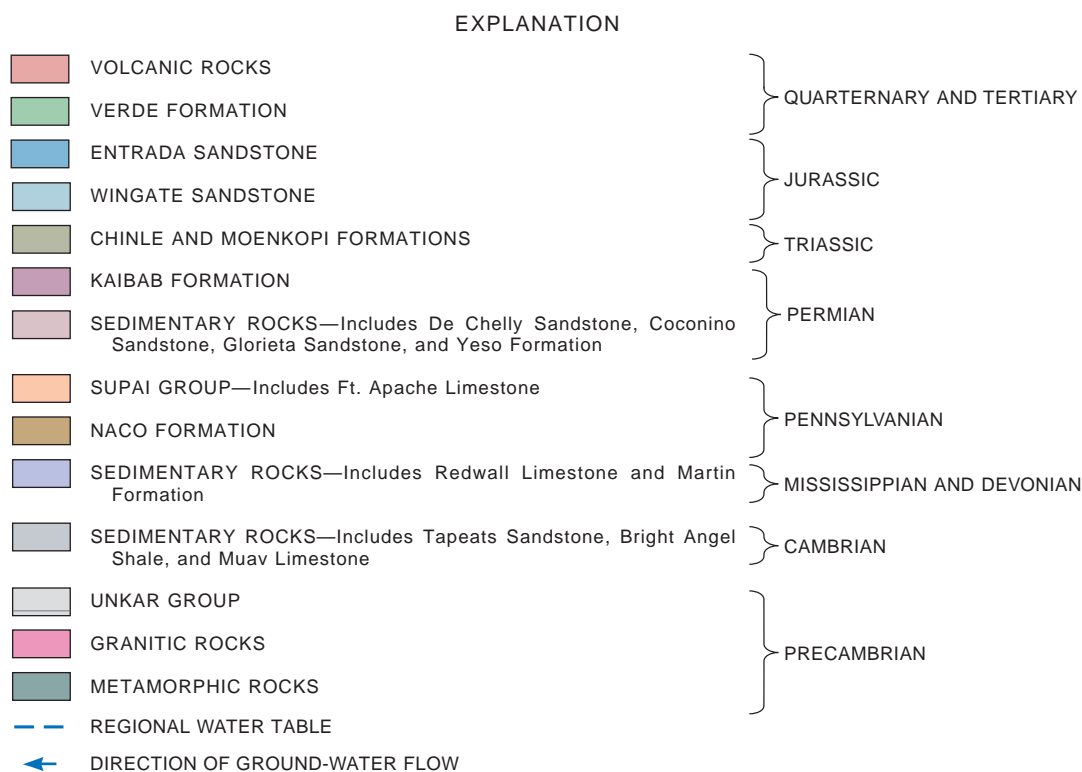 EXPLANATION
VOLCANIC ROCKS
VERDE FORMATION
QUARTERNARY AND TERTIARY
ENTRADA SANDSTONE
WINGATE SANDSTONE
JURASSIC
CHINLE AND MOENKOPI FORMATIONS
TRIASSIC
KAIBAB FORMATION
SEDIMENTARY ROCKS—Includes De Chelly Sandstone, Coconino
Sandstone, Glorieta Sandstone, and Yeso Formation
PERMIAN
SUPAI GROUP—Includes Ft. Apache Limestone
NACO FORMATION
PENNSYLVANIAN
SEDIMENTARY ROCKS—Includes Redwall Limestone and Martin
Formation
MISSISSIPPIAN AND DEVONIAN
SEDIMENTARY ROCKS—Includes Tapeats Sandstone, Bright Angel
Shale, and Muav Limestone
CAMBRIAN
UNKAR GROUP
GRANITIC ROCKS
METAMORPHIC ROCKS
PRECAMBRIAN
REGIONAL WATER TABLE
DIRECTION OF GROUND-WATER FLOW